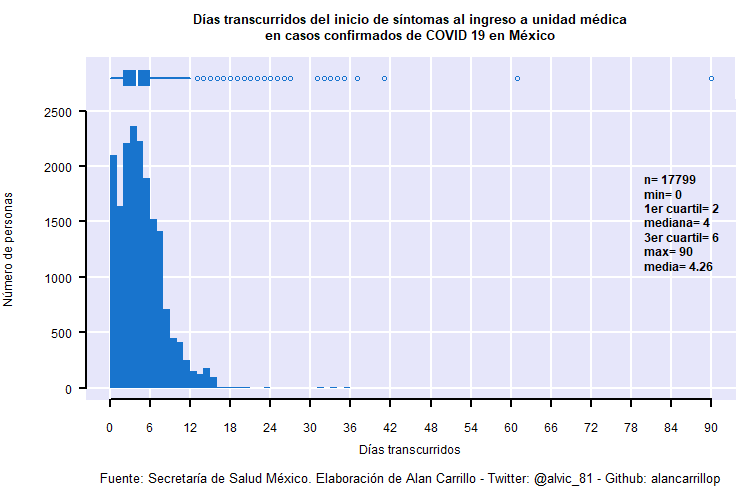 Días transcurridos del inicio de síntomas al ingreso a unidad médica
en casos confirmados de COVID 19 en México
2500
2000
1500
1000
500
0
Número de personas
n= 17799
min= 0
1er cuartil= 2
mediana= 4
3er cuartil= 6
max= 90
media= 4.26
0 6 12 18 24 30 36 42 48 54 60 66 72 78 84 90
Días transcurridos
Fuente: Secretaría de Salud México. Elaboración de Alan Carrillo - Twitter: @alvic_81 - Github: alancarrillop